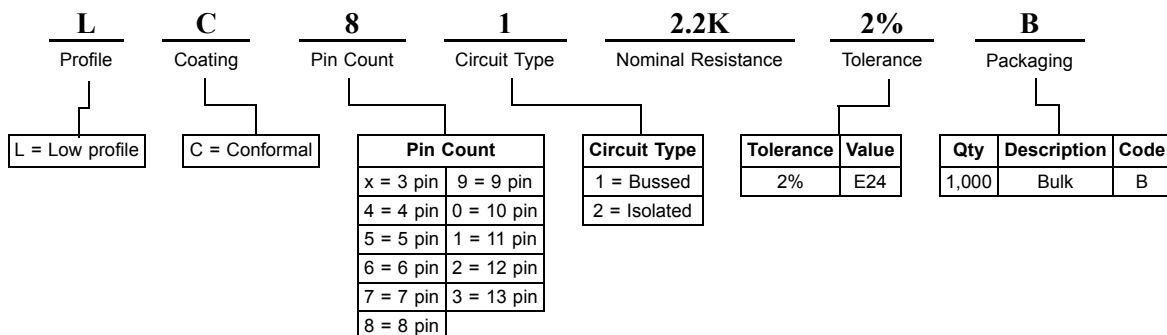 L C 8 1 2.2K 2% B
Profile Coating Pin Count Circuit Type Nominal Resistance Tolerance Packaging
L = Low profile
C = Conformal
Pin Count
x = 3 pin 9 = 9 pin
4 = 4 pin 0 = 10 pin
5 = 5 pin 1 = 11 pin
6 = 6 pin 2 = 12 pin
7 = 7 pin 3 = 13 pin
8 = 8 pin
Circuit Type
1 = Bussed
2 = Isolated
Tolerance Value
2% E24
Qty Description Code
1,000 Bulk B